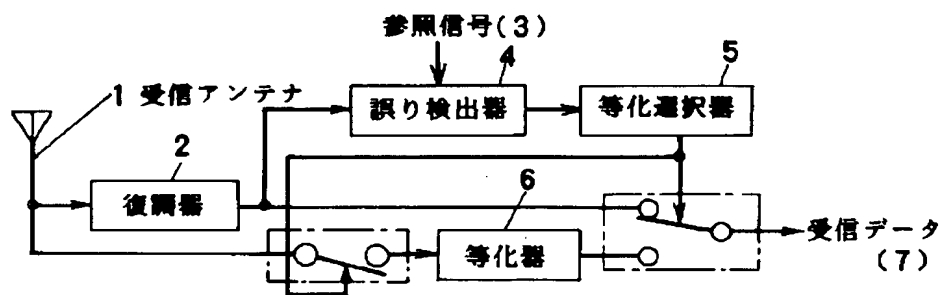 参照信号(3)
4
5
1 受信アンテナ
誤り検出器
等化選択器
2
復調器
6
等化器
受信データ
(7)